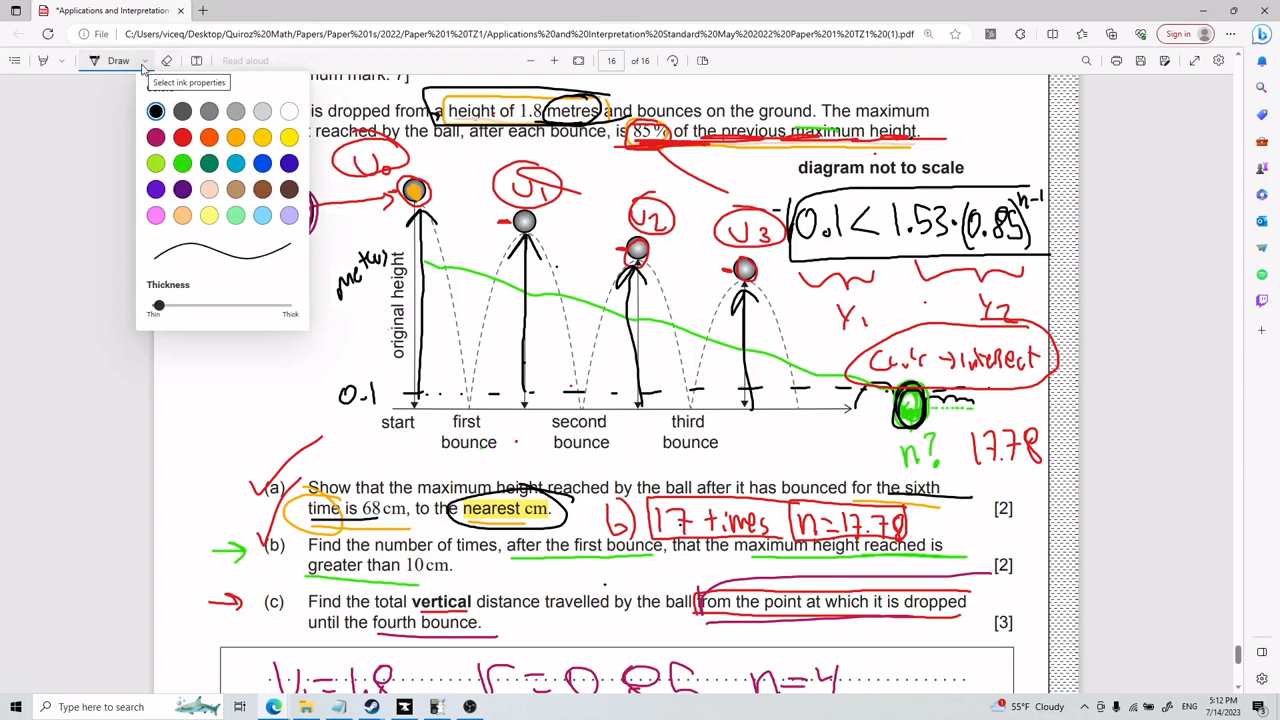 *Applications and Interpretation
File
C:/Users/viceq/Desktop/Quiroz%20Math/Papers/Paper%201s/2022/Paper%201%20TZ1/Applications%20and%20Interpretation%20Standard%20May%202022%20Paper%201%20TZ1%20(1).pdf
Sign in
Draw
Read aloud
16 of 16
Select ink properties
Thickness
Thin Thick
num mark: 7]
is dropped from a height of 1.8 metres and bounces on the ground. The maximum
reached by the ball, after each bounce, is 85% of the previous maximum height.
diagram not to scale
U0
U1
U2
U3
0.1 < 1.53·(0.85)^n-1
Y1
Y2
→ intersect
original height
0.1
start
first
bounce
second
bounce
third
bounce
n?
17.78
(a) Show that the maximum height reached by the ball after it has bounced for the sixth
time is 68 cm, to the nearest cm. [2]
b) 17 times n=17.78
(b) Find the number of times, after the first bounce, that the maximum height reached is
greater than 10 cm. [2]
(c) Find the total vertical distance travelled by the ball from the point at which it is dropped
until the fourth bounce. [3]
U1=1.8 r=0.85 n=4
Type here to search
55°F Cloudy
5:12 PM
7/14/2023